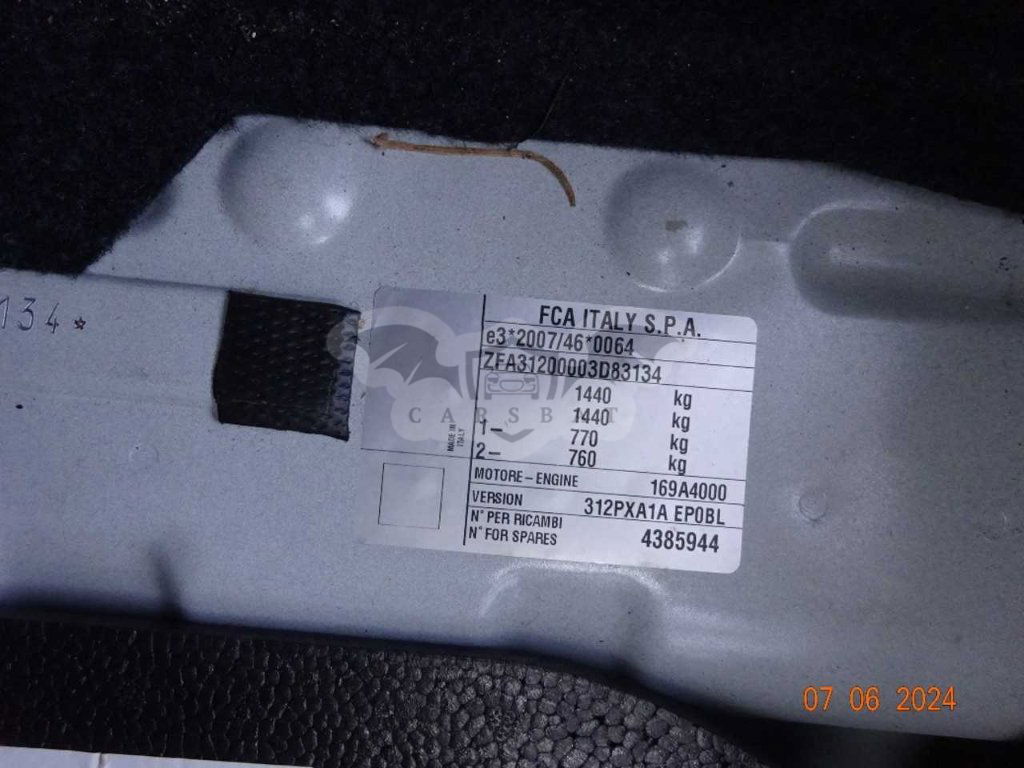 134*
FCA ITALY S.P.A.
e3*2007/46*0064
ZFA31200003D83134
1440 kg
1440 kg
1– 770 kg
2– 760 kg
MADE IN ITALY
MOTORE – ENGINE 169A4000
VERSION 312PXA1A EP0BL
N° PER RICAMBI
N° FOR SPARES 4385944
CARSBAT
07 06 2024